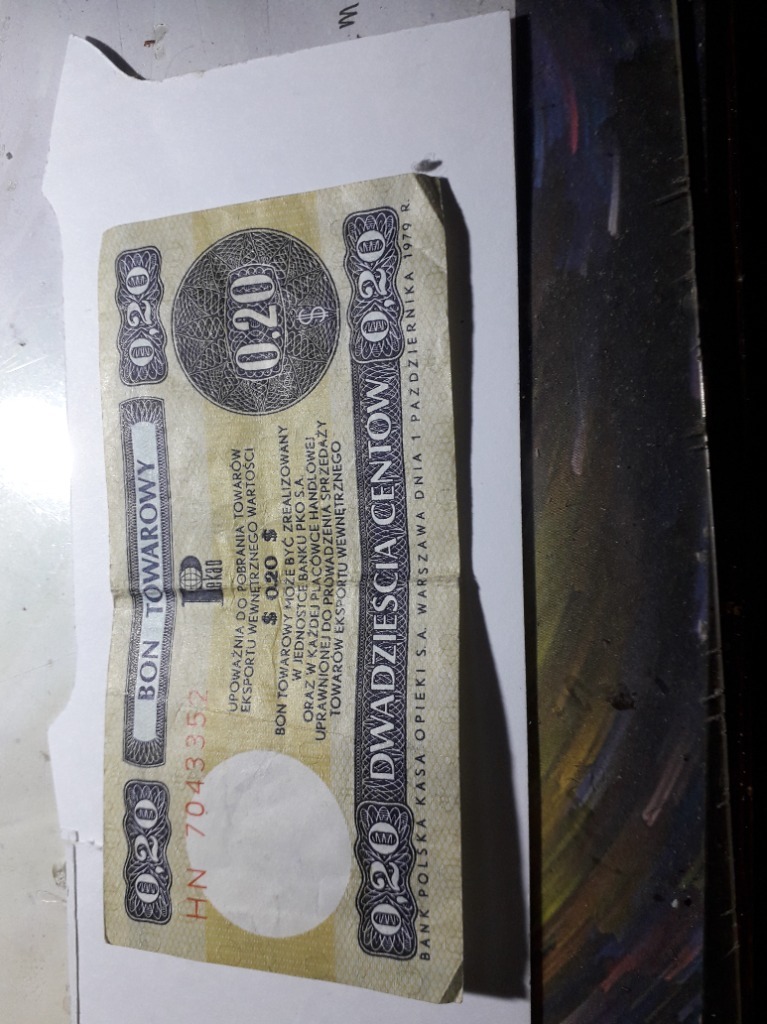 0,20 BON TOWAROWY 0,20
HN 7043352
Pekao
0.20
$
UPOWAŻNIA DO POBRANIA TOWARÓW
EKSPORTU WEWNĘTRZNEGO WARTOŚCI
$ 0.20 $
BON TOWAROWY MOŻE BYĆ ZREALIZOWANY
W JEDNOSTCE BANKU PKO S.A.
ORAZ W KAŻDEJ PLACÓWCE HANDLOWEJ
UPRAWNIONEJ DO PROWADZENIA SPRZEDAŻY
TOWARÓW EKSPORTU WEWNĘTRZNEGO
0,20 DWADZIEŚCIA CENTÓW 0,20
BANK POLSKA KASA OPIEKI S.A. WARSZAWA DNIA 1 PAŹDZIERNIKA 1979 R.